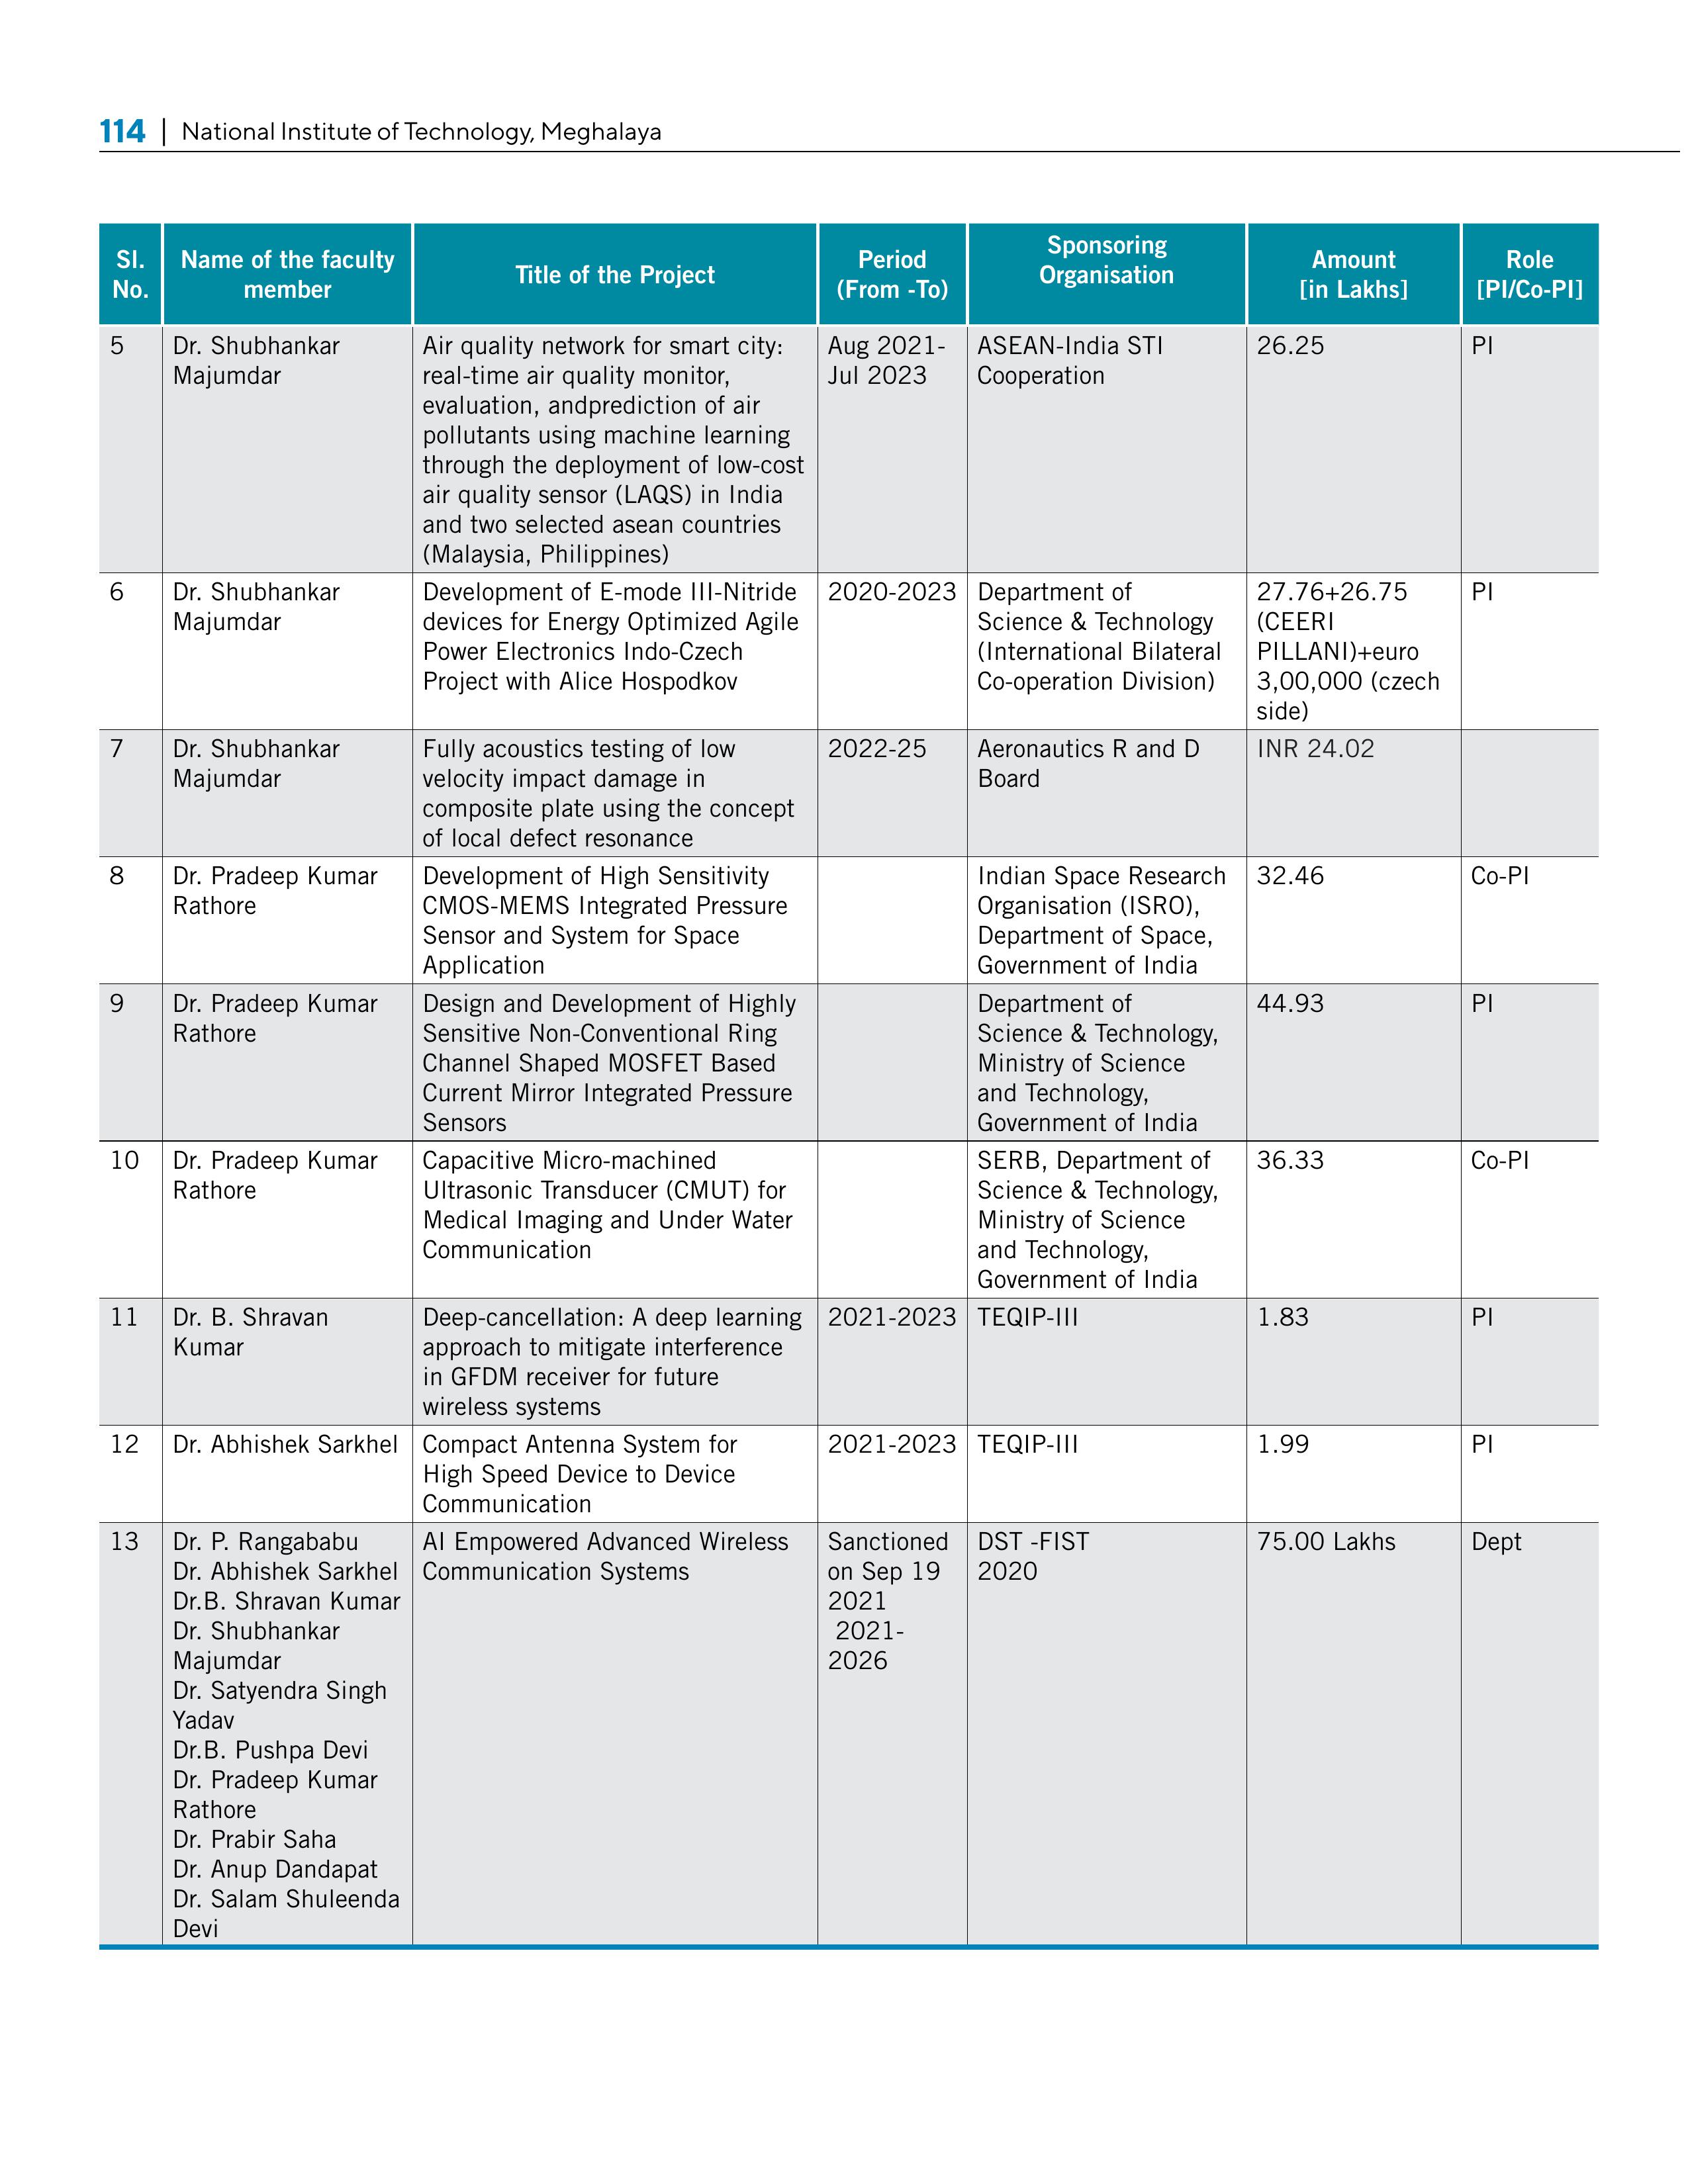 114 | National Institute of Technology, Meghalaya
Sl. No.
Name of the faculty member
Title of the Project
Period (From -To)
Sponsoring Organisation
Amount [in Lakhs]
Role [PI/Co-PI]
5
Dr. Shubhankar
Majumdar
Air quality network for smart city:
real-time air quality monitor,
evaluation, andprediction of air
pollutants using machine learning
through the deployment of low-cost
air quality sensor (LAQS) in India
and two selected asean countries
(Malaysia, Philippines)
Aug 2021-
Jul 2023
ASEAN-India STI
Cooperation
26.25
PI
6
Dr. Shubhankar
Majumdar
Development of E-mode III-Nitride
devices for Energy Optimized Agile
Power Electronics Indo-Czech
Project with Alice Hospodkov
2020-2023
Department of
Science & Technology
(International Bilateral
Co-operation Division)
27.76+26.75
(CEERI
PILLANI)+euro
3,00,000 (czech
side)
PI
7
Dr. Shubhankar
Majumdar
Fully acoustics testing of low
velocity impact damage in
composite plate using the concept
of local defect resonance
2022-25
Aeronautics R and D
Board
INR 24.02
8
Dr. Pradeep Kumar
Rathore
Development of High Sensitivity
CMOS-MEMS Integrated Pressure
Sensor and System for Space
Application
Indian Space Research
Organisation (ISRO),
Department of Space,
Government of India
32.46
Co-PI
9
Dr. Pradeep Kumar
Rathore
Design and Development of Highly
Sensitive Non-Conventional Ring
Channel Shaped MOSFET Based
Current Mirror Integrated Pressure
Sensors
Department of
Science & Technology,
Ministry of Science
and Technology,
Government of India
44.93
PI
10
Dr. Pradeep Kumar
Rathore
Capacitive Micro-machined
Ultrasonic Transducer (CMUT) for
Medical Imaging and Under Water
Communication
SERB, Department of
Science & Technology,
Ministry of Science
and Technology,
Government of India
36.33
Co-PI
11
Dr. B. Shravan
Kumar
Deep-cancellation: A deep learning
approach to mitigate interference
in GFDM receiver for future
wireless systems
2021-2023
TEQIP-III
1.83
PI
12
Dr. Abhishek Sarkhel
Compact Antenna System for
High Speed Device to Device
Communication
2021-2023
TEQIP-III
1.99
PI
13
Dr. P. Rangababu
Dr. Abhishek Sarkhel
Dr.B. Shravan Kumar
Dr. Shubhankar
Majumdar
Dr. Satyendra Singh
Yadav
Dr.B. Pushpa Devi
Dr. Pradeep Kumar
Rathore
Dr. Prabir Saha
Dr. Anup Dandapat
Dr. Salam Shuleenda
Devi
AI Empowered Advanced Wireless
Communication Systems
Sanctioned
on Sep 19
2021
2021-
2026
DST -FIST
2020
75.00 Lakhs
Dept